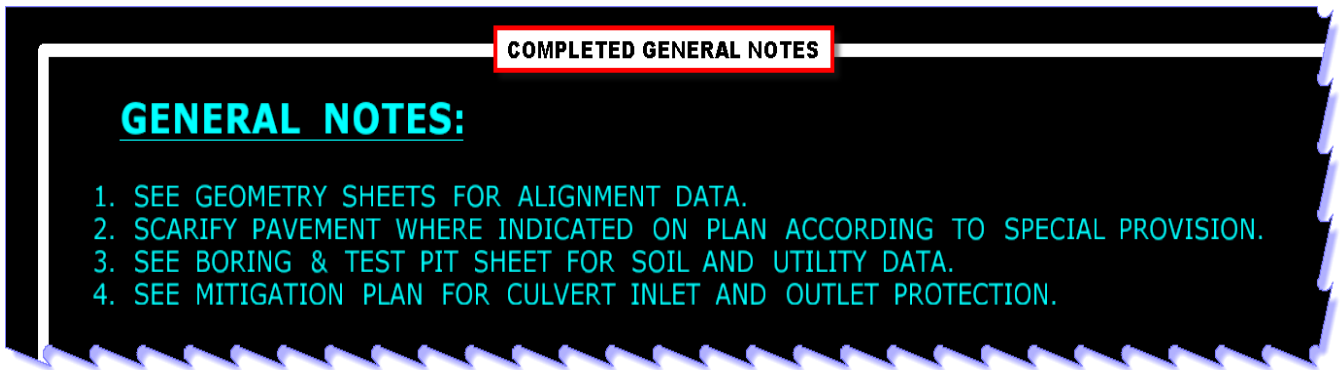 COMPLETED GENERAL NOTES
GENERAL NOTES:
1. SEE GEOMETRY SHEETS FOR ALIGNMENT DATA.
2. SCARIFY PAVEMENT WHERE INDICATED ON PLAN ACCORDING TO SPECIAL PROVISION.
3. SEE BORING & TEST PIT SHEET FOR SOIL AND UTILITY DATA.
4. SEE MITIGATION PLAN FOR CULVERT INLET AND OUTLET PROTECTION.